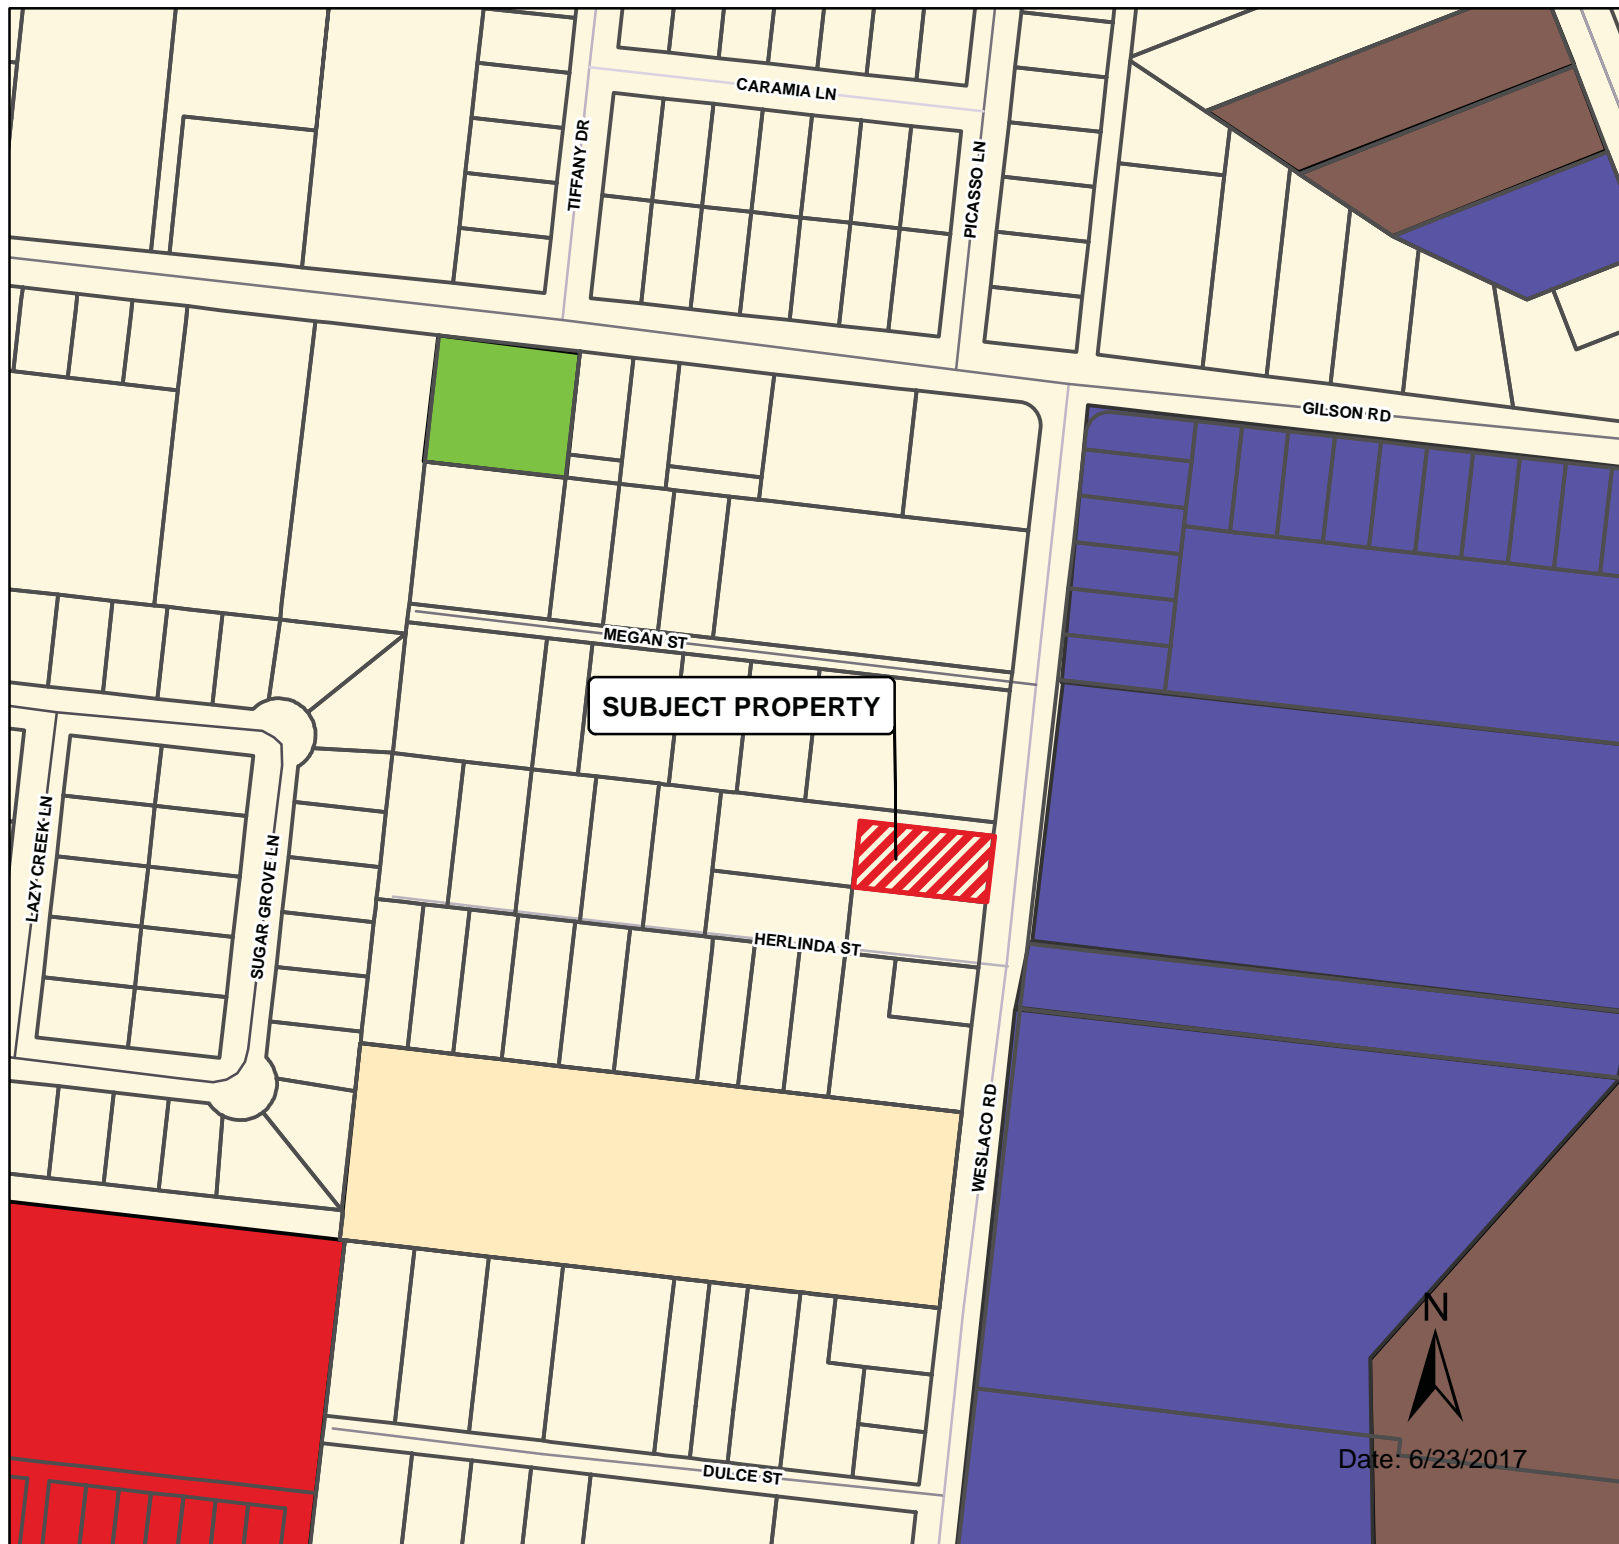 CARAMIA LN
TIFFANY DR
PICASSO LN
GILSON RD
MEGAN ST
SUBJECT PROPERTY
LAZY CREEK LN
SUGAR GROVE LN
HERLINDA ST
WESLACO RD
N
Date: 6/23/2017
DULCE ST